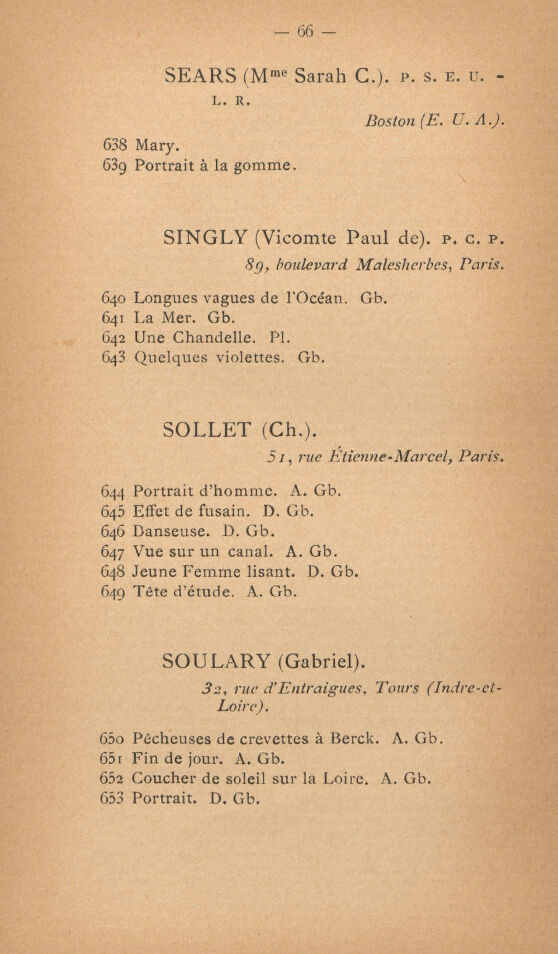 — 66 —
SEARS (Mme Sarah C.). P. S. E. U. -
L. R.
Boston (E. U. A.).
638 Mary.
639 Portrait à la gomme.
SINGLY (Vicomte Paul de). P. C. P.
89, boulevard Malesherbes, Paris.
640 Longues vagues de l'Océan. Gb.
641 La Mer. Gb.
642 Une Chandelle. Pl.
643 Quelques violettes. Gb.
SOLLET (Ch.).
51, rue Étienne-Marcel, Paris.
644 Portrait d'homme. A. Gb.
645 Effet de fusain. D. Gb.
646 Danseuse. D. Gb.
647 Vue sur un canal. A. Gb.
648 Jeune Femme lisant. D. Gb.
649 Tête d'étude. A. Gb.
SOULARY (Gabriel).
32, rue d'Entraigues, Tours (Indre-et-
Loire).
650 Pêcheuses de crevettes à Berck. A. Gb.
651 Fin de jour. A. Gb.
652 Coucher de soleil sur la Loire. A. Gb.
653 Portrait. D. Gb.